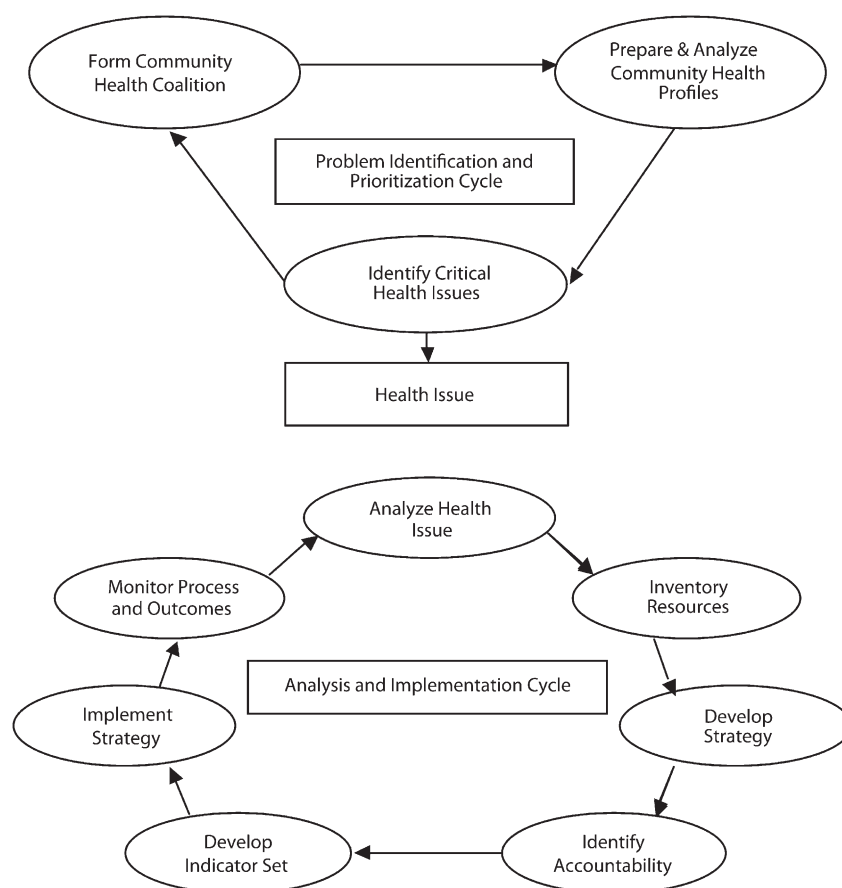 Form Community
Health Coalition
Prepare & Analyze
Community Health
Profiles
Problem Identification and
Prioritization Cycle
Identify Critical
Health Issues
Health Issue
Analyze Health
Issue
Monitor Process
and Outcomes
Inventory
Resources
Analysis and Implementation Cycle
Implement
Strategy
Develop
Strategy
Develop
Indicator Set
Identify
Accountability